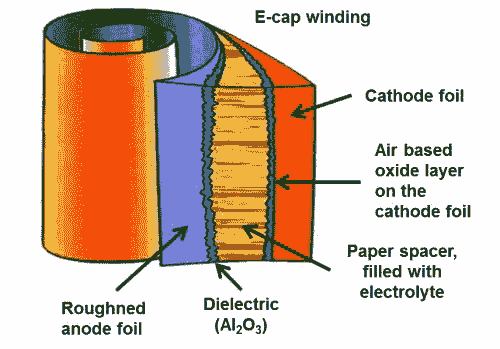 E-cap winding
Cathode foil
Air based
oxide layer
on the
cathode foil
Paper spacer,
filled with
electrolyte
Dielectric
(Al₂O₃)
Roughned
anode foil